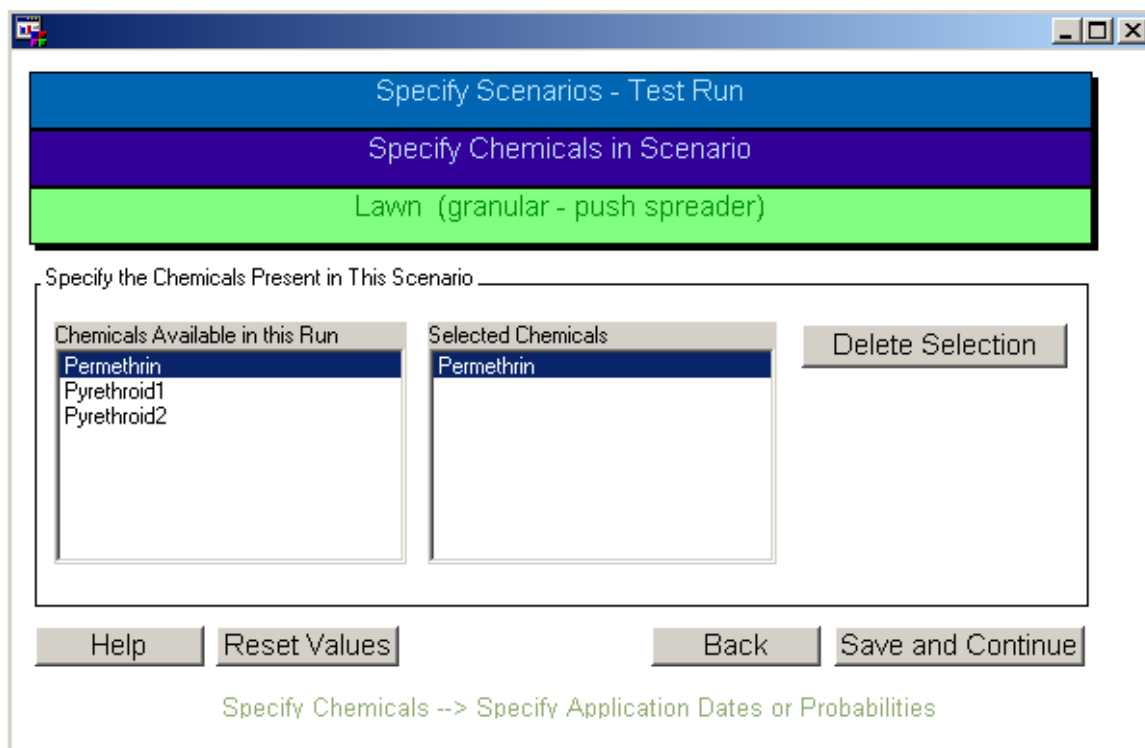 Specify Scenarios - Test Run
Specify Chemicals in Scenario
Lawn (granular - push spreader)
Specify the Chemicals Present in This Scenario
Chemicals Available in this Run
Permethrin
Pyrethroid1
Pyrethroid2
Selected Chemicals
Permethrin
Delete Selection
Help
Reset Values
Back
Save and Continue
Specify Chemicals --> Specify Application Dates or Probabilities